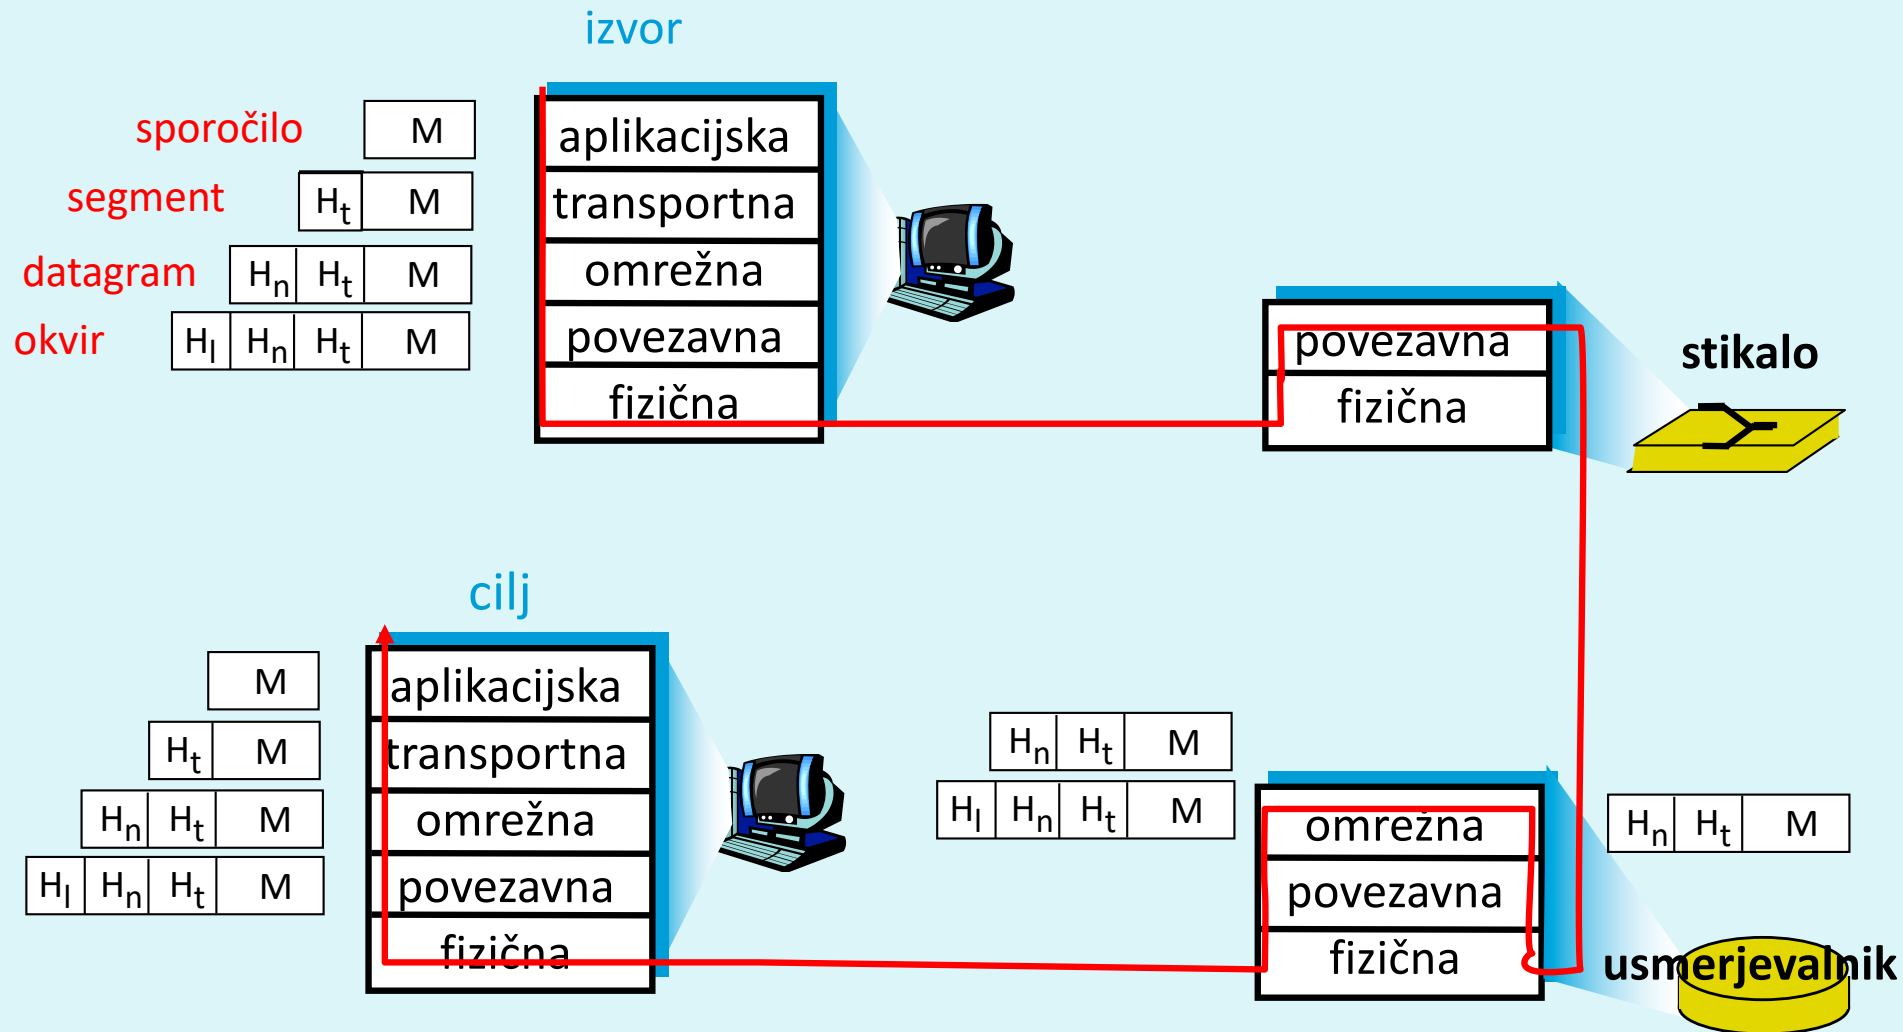 izvor
sporočilo M
segment Ht M
datagram Hn Ht M
okvir Hl Hn Ht M
aplikacijska
transportna
omrežna
povezavna
fizična
povezavna
fizična
stikalo
cilj
M
Ht M
Hn Ht M
Hl Hn Ht M
aplikacijska
transportna
omrežna
povezavna
fizična
Hn Ht M
Hl Hn Ht M
omrežna
povezavna
fizična
Hn Ht M
usmerjevalnik